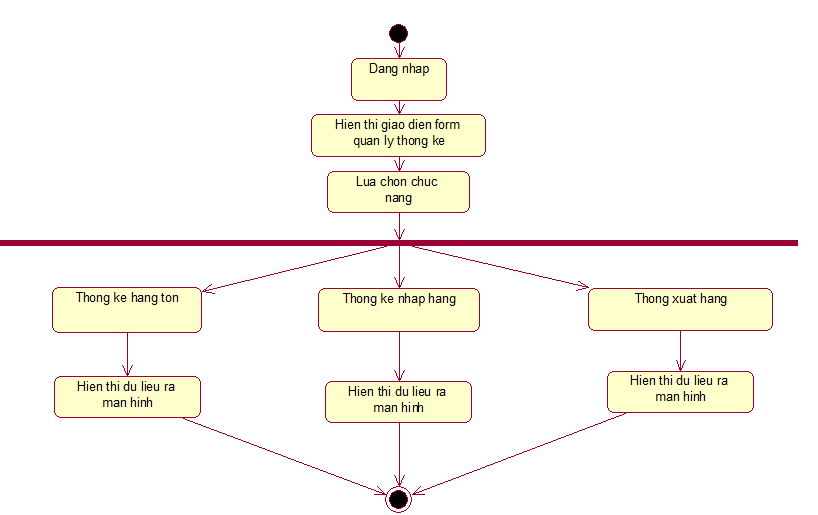 Dang nhap
Hien thi giao dien form
quan ly thong ke
Lua chon chuc
nang
Thong ke hang ton
Thong ke nhap hang
Thong xuat hang
Hien thi du lieu ra
man hinh
Hien thi du lieu ra
man hinh
Hien thi du lieu ra
man hinh